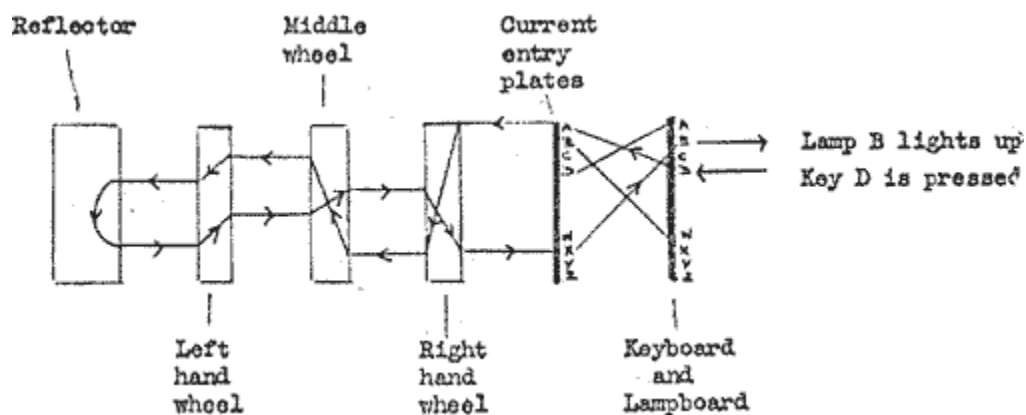 Reflector
Middle
wheel
Current
entry
plates
A
B
C
D
X
Y
Z
A
B
C
D
X
Y
Z
Lamp B lights up
Key D is pressed
Left
hand
wheel
Right
hand
wheel
Keyboard
and
Lampboard